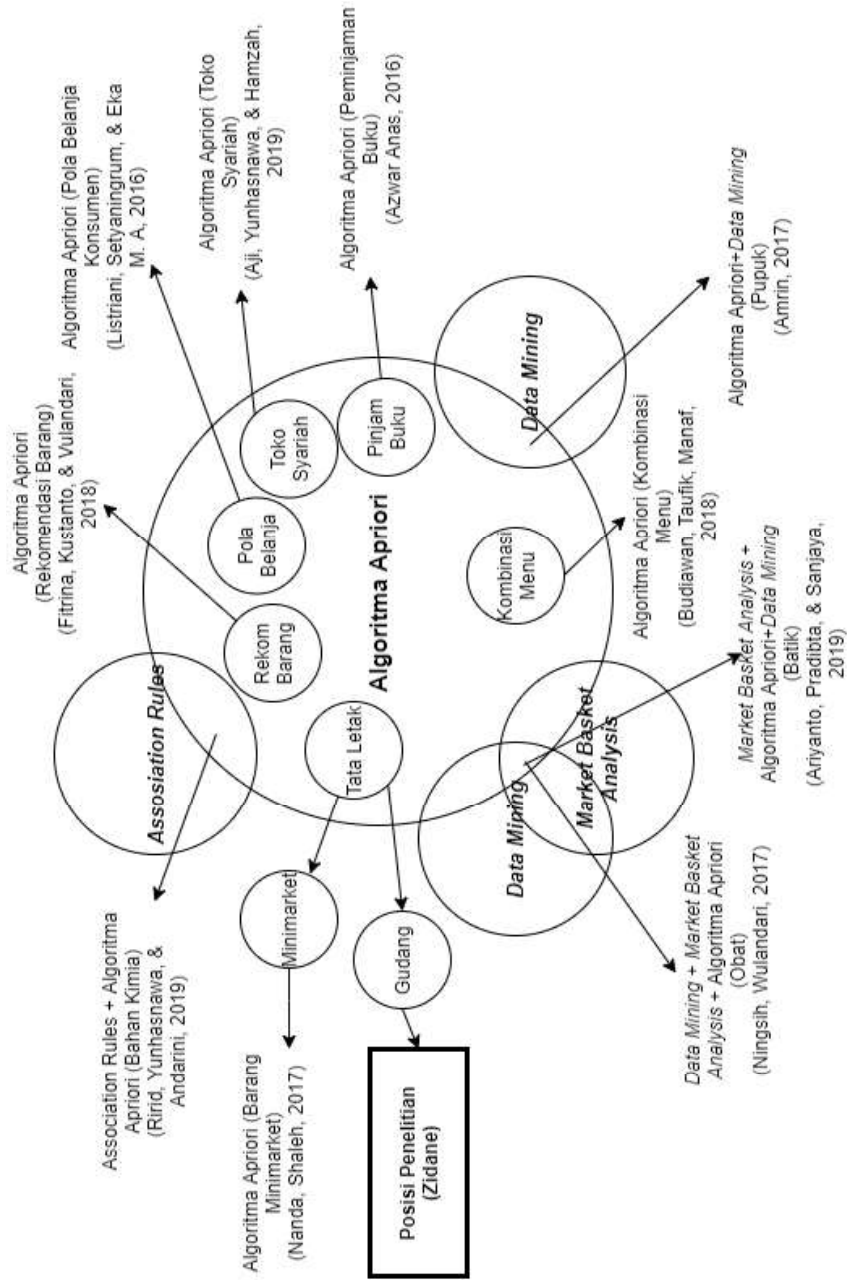 Association Rules + Algoritma
Apriori (Bahan Kimia)
(Ririd, Yunhasnawa, &
Andarini, 2019)
Algoritma Apriori
(Rekomendasi Barang)
(Fitrina, Kustanto, & Vulandari,
2018)
Algoritma Apriori (Pola Belanja
Konsumen)
(Listriani, Setyaningrum, & Eka
M. A, 2016)
Algoritma Apriori (Toko
Syariah)
(Aji, Yunhasnawa, & Hamzah,
2019)
Algoritma Apriori (Peminjaman
Buku)
(Azwar Anas, 2016)
Assosiation Rules
Rekom
Barang
Pola
Belanja
Toko
Syariah
Pinjam
Buku
Algoritma Apriori (Barang
Minimarket)
(Nanda, Shaleh, 2017)
Minimarket
Tata Letak
Algoritma Apriori
Gudang
Posisi Penelitian
(Zidane)
Data Mining
Market Basket
Analysis
Kombinasi
Menu
Data Mining
Data Mining + Market Basket
Analysis + Algoritma Apriori
(Obat)
(Ningsih, Wulandari, 2017)
Market Basket Analysis +
Algoritma Apriori+Data Mining
(Batik)
(Ariyanto, Pradibta, & Sanjaya,
2019)
Algoritma Apriori (Kombinasi
Menu)
(Budiawan, Taufik, Manaf,
2018)
Algoritma Apriori+Data Mining
(Pupuk)
(Amrin, 2017)